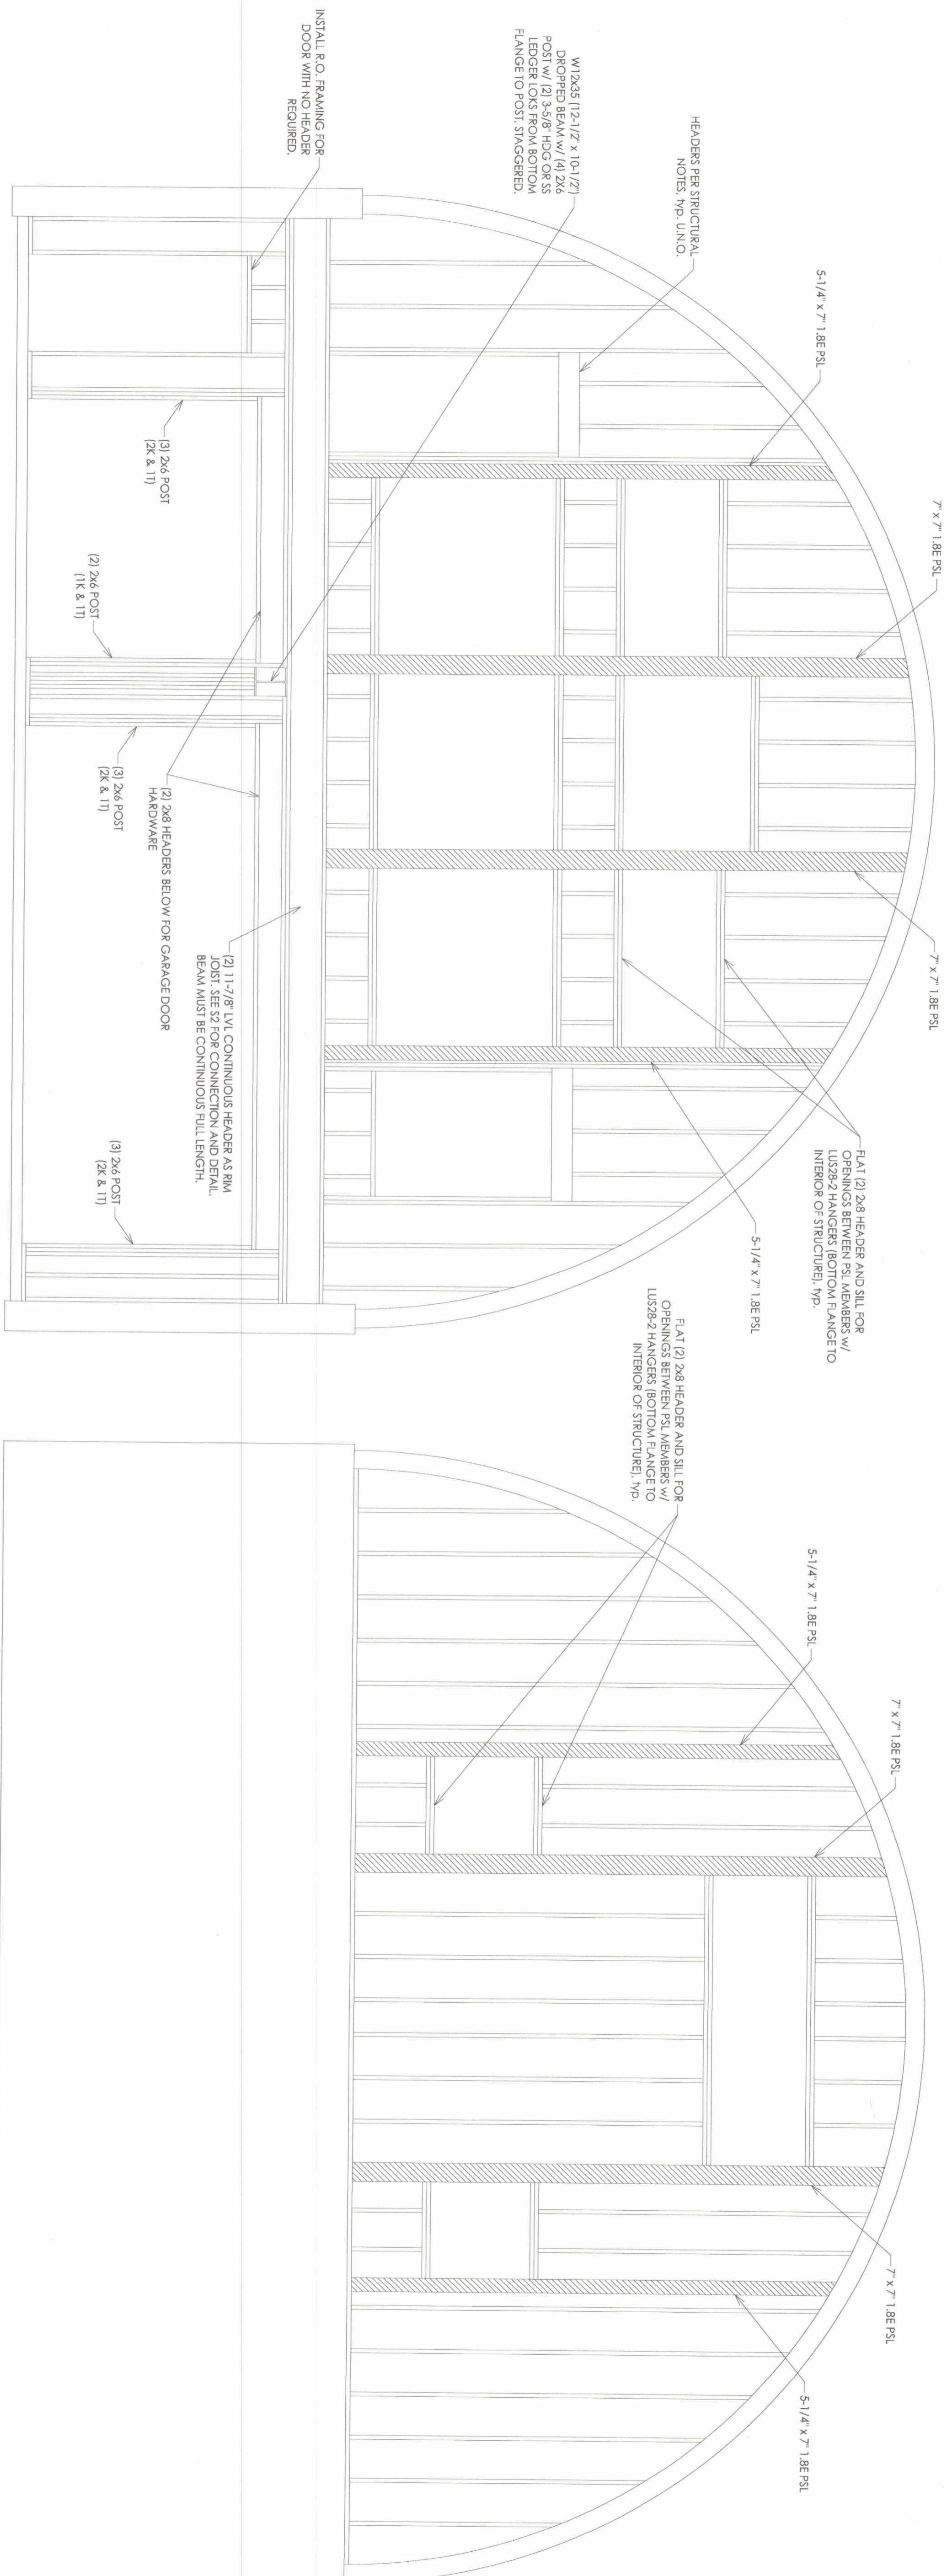 INSTALL R.O. FRAMING FOR
DOOR WITH NO HEADER
REQUIRED.
W12x35 (12-1/2" x 10-1/2")
DROPPED BEAM w/ (4) 2X6
POST w/ (2) 3-5/8" HDG OR SS
LEDGER LOKS FROM BOTTOM
FLANGE TO POST, STAGGERED.
HEADERS PER STRUCTURAL
NOTES, typ. U.N.O.
5-1/4" x 7" 1.8E PSL
7" x 7" 1.8E PSL
7" x 7" 1.8E PSL
FLAT (2) 2x8 HEADER AND SILL FOR
OPENINGS BETWEEN PSL MEMBERS w/
LUS28-2 HANGERS (BOTTOM FLANGE TO
INTERIOR OF STRUCTURE), typ.
5-1/4" x 7" 1.8E PSL
(3) 2x6 POST
(2K & 1T)
(2) 2x6 POST
(1K & 1T)
(3) 2x6 POST
(2K & 1T)
(2) 2x8 HEADERS BELOW FOR GARAGE DOOR
HARDWARE
(2) 11-7/8" LVL CONTINUOUS HEADER AS RIM
JOIST. SEE S2 FOR CONNECTION AND DETAIL.
BEAM MUST BE CONTINUOUS FULL LENGTH.
(3) 2x6 POST
(2K & 1T)
FLAT (2) 2x8 HEADER AND SILL FOR
OPENINGS BETWEEN PSL MEMBERS w/
LUS28-2 HANGERS (BOTTOM FLANGE TO
INTERIOR OF STRUCTURE), typ.
5-1/4" x 7" 1.8E PSL
7" x 7" 1.8E PSL
7" x 7" 1.8E PSL
5-1/4" x 7" 1.8E PSL